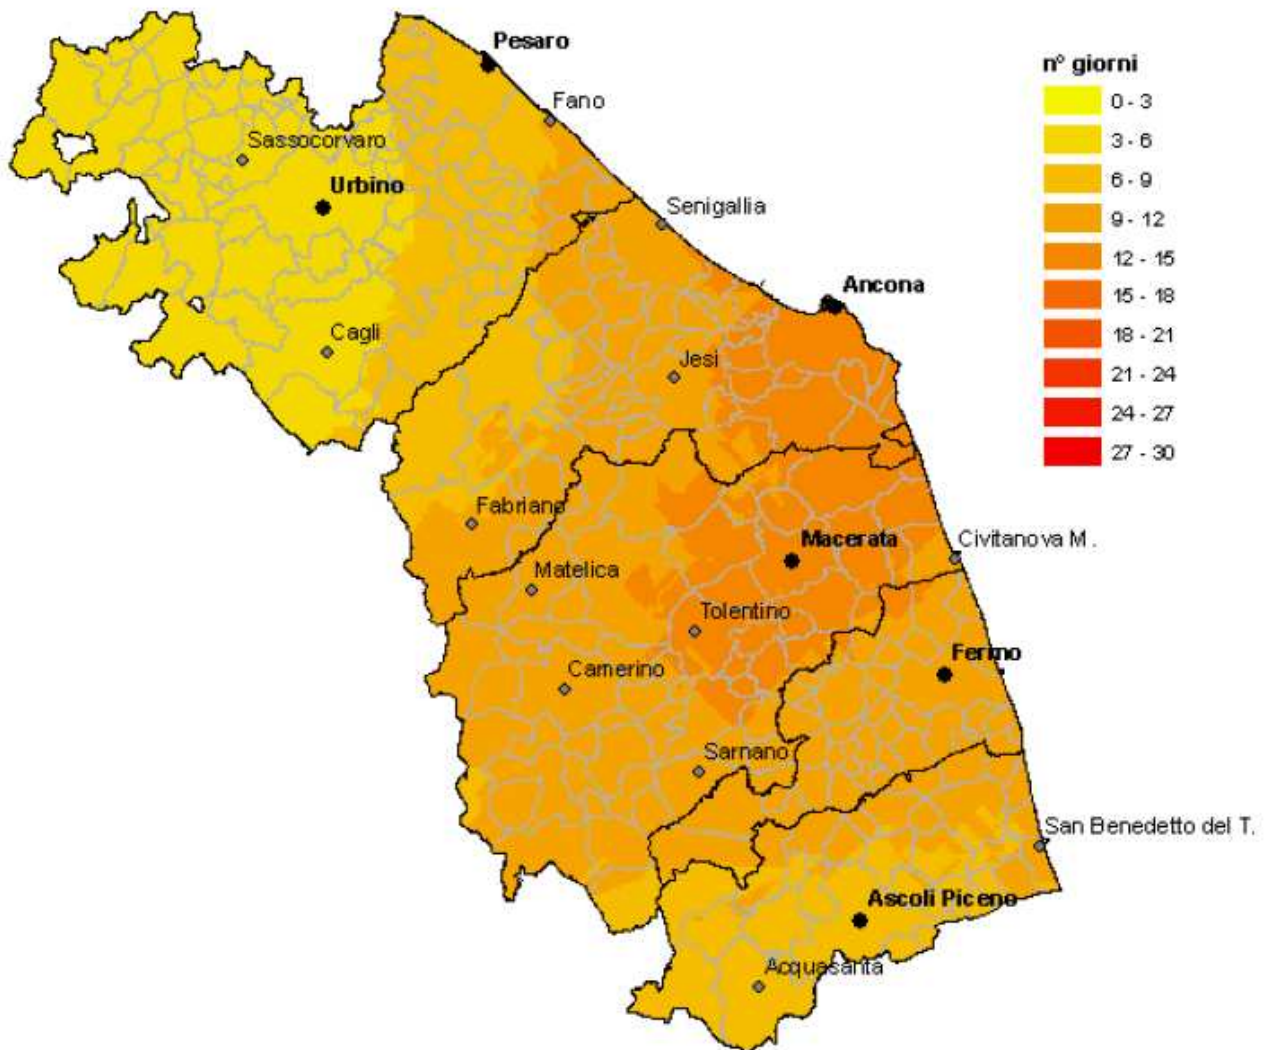 Pesaro
n° giorni
Fano
0 - 3
Sassocorvaro
3 - 6
Urbino
6 - 9
Senigallia
9 - 12
12 - 15
Ancona
15 - 18
Cagli
18 - 21
Jesi
21 - 24
24 - 27
27 - 30
Fabriano
Macerata
Civitanova M.
Matelica
Tolentino
Fermo
Camerino
Sarnano
San Benedetto del T.
Ascoli Piceno
Acquasanta